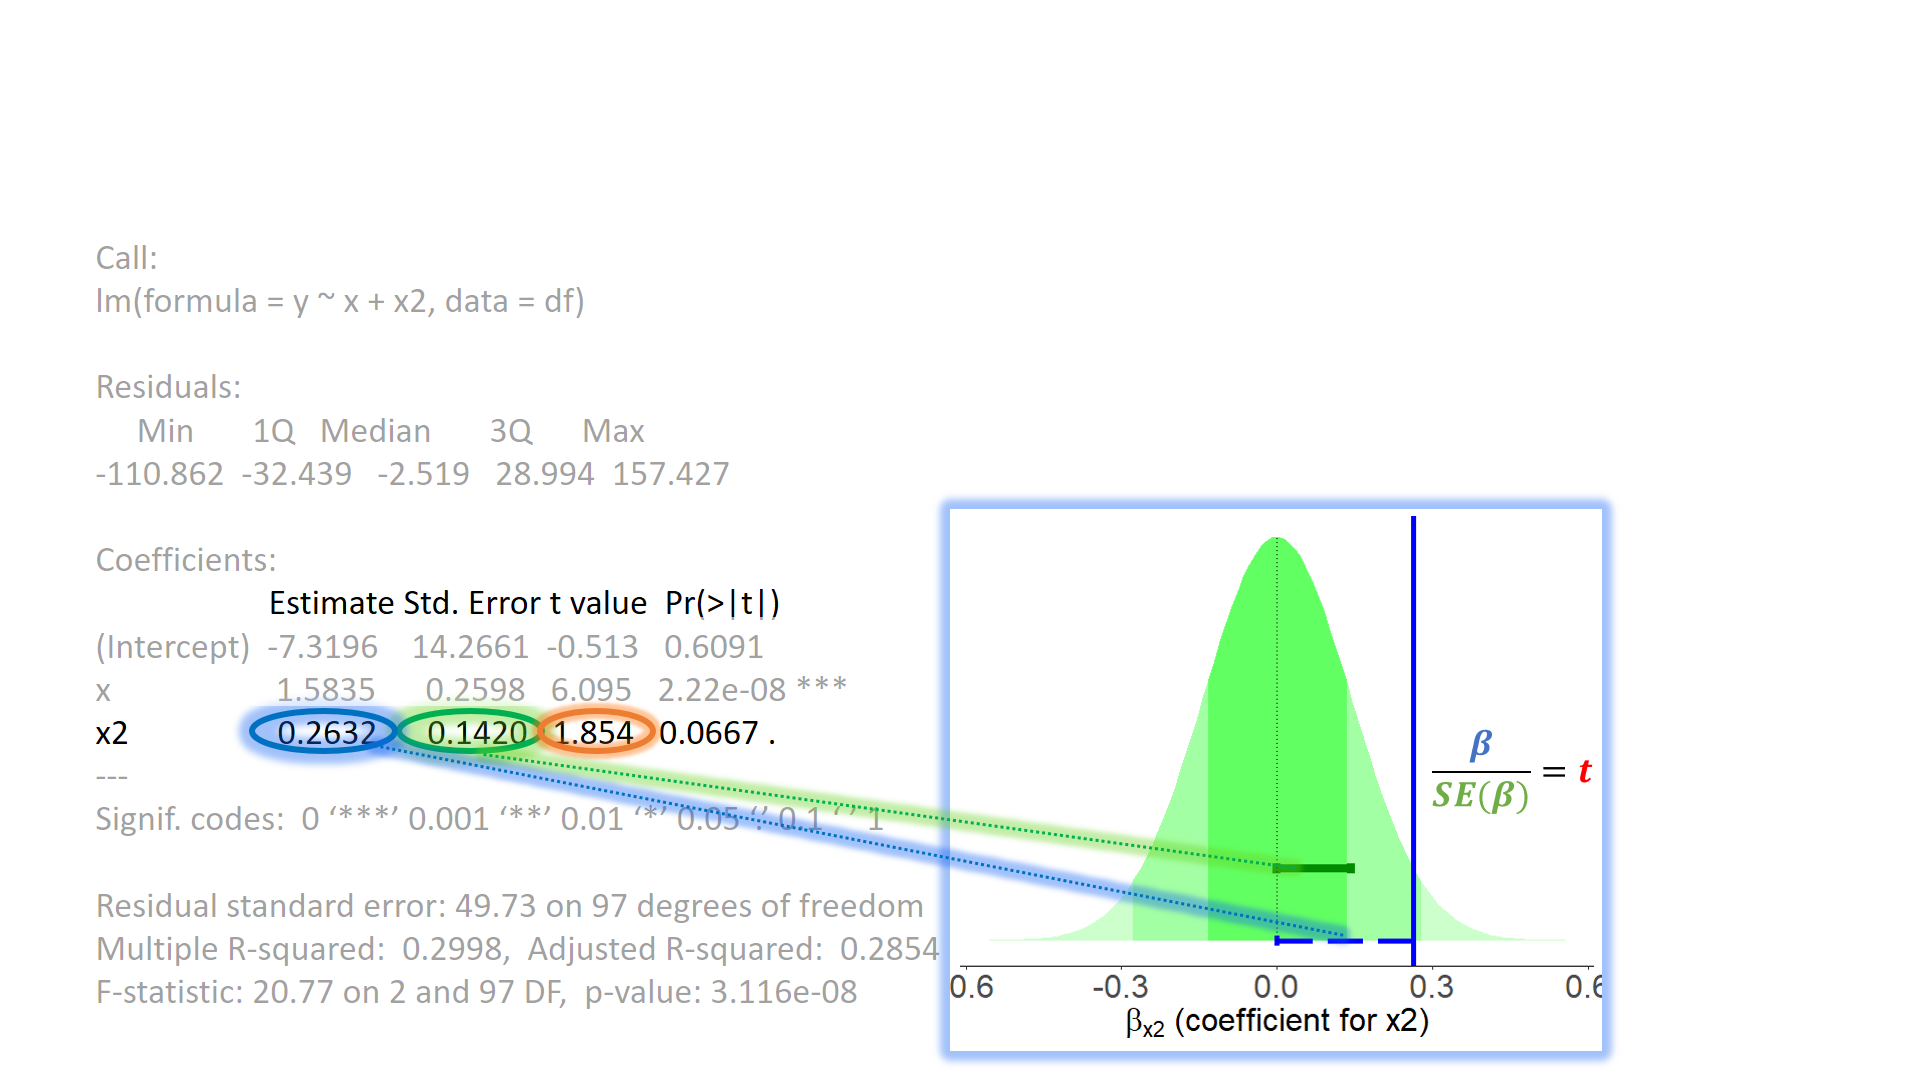 Call:
lm(formula = y ~ x + x2, data = df)
Residuals:
Min 1Q Median 3Q Max
-110.862 -32.439 -2.519 28.994 157.427
Coefficients:
Estimate Std. Error t value Pr(>|t|)
(Intercept) -7.3196 14.2661 -0.513 0.6091
x 1.5835 0.2598 6.095 2.22e-08 ***
x2 0.2632 0.1420 1.854 0.0667 .
---
Signif. codes: 0 ‘***’ 0.001 ‘**’ 0.01 ‘*’ 0.05 ‘.’ 0.1 ‘ ’ 1
Residual standard error: 49.73 on 97 degrees of freedom
Multiple R-squared: 0.2998, Adjusted R-squared: 0.2854
F-statistic: 20.77 on 2 and 97 DF, p-value: 3.116e-08
β
SE(β)
= t
0.6 -0.3 0.0 0.3 0.6
βx2 (coefficient for x2)